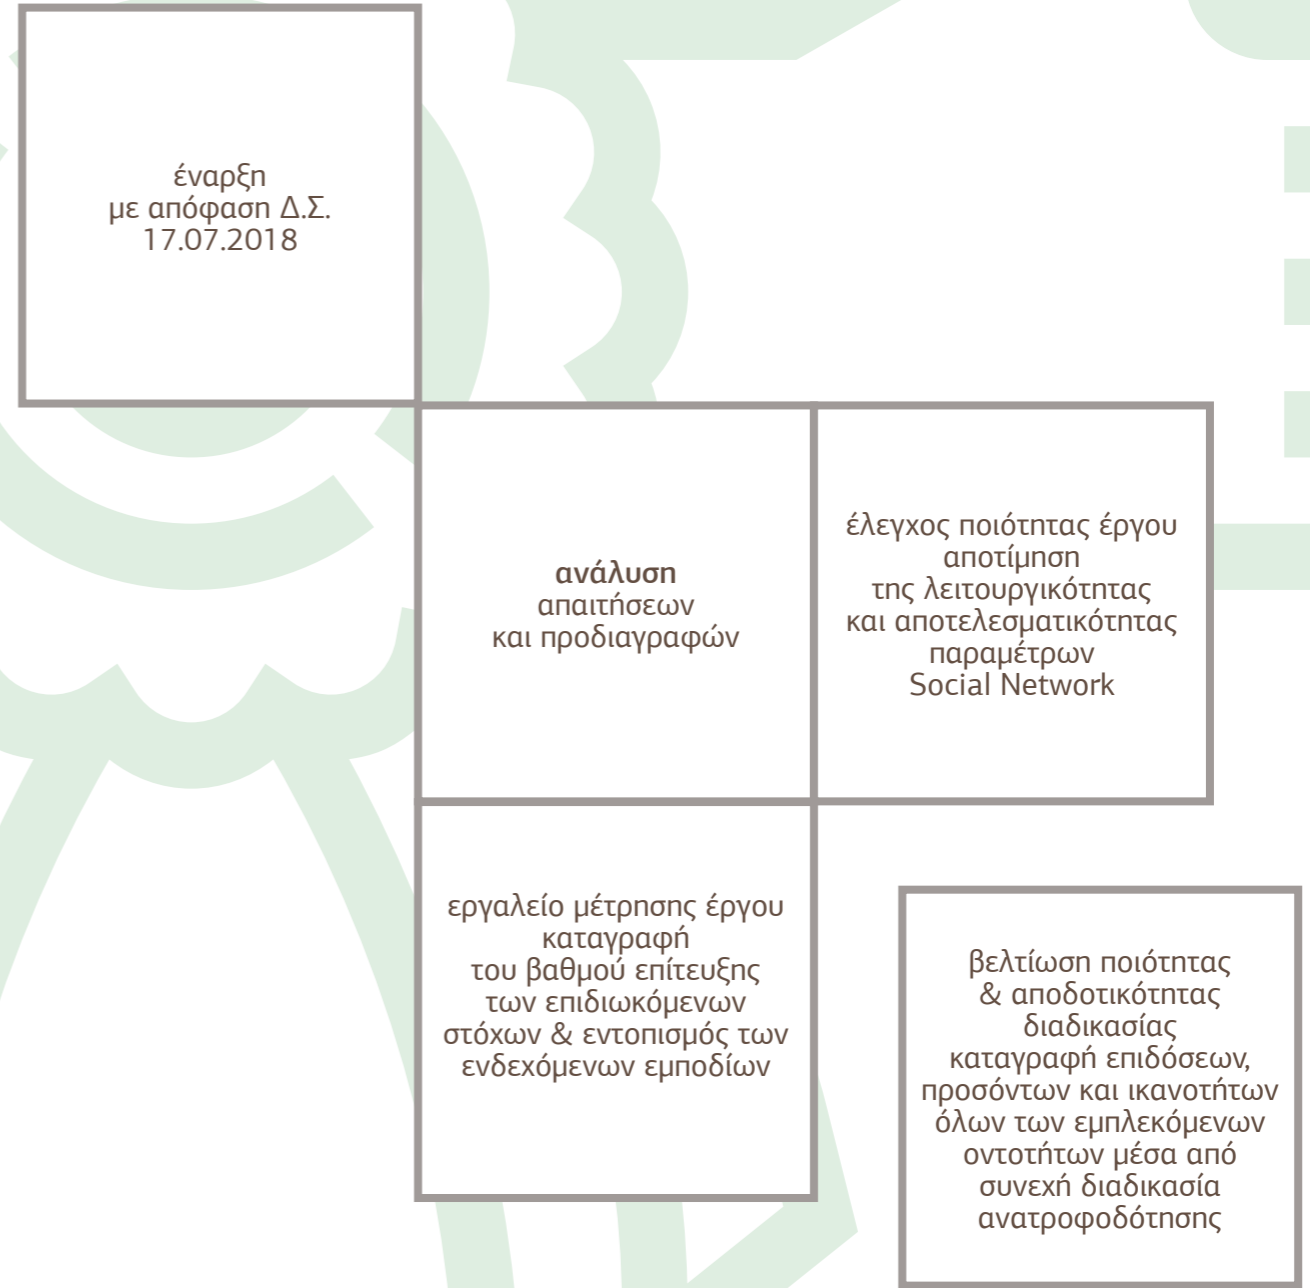 έναρξη
με απόφαση Δ.Σ.
17.07.2018
ανάλυση
απαιτήσεων
και προδιαγραφών
έλεγχος ποιότητας έργου
αποτίμηση
της λειτουργικότητας
και αποτελεσματικότητας
παραμέτρων
Social Network
εργαλείο μέτρησης έργου
καταγραφή
του βαθμού επίτευξης
των επιδιωκόμενων
στόχων & εντοπισμός των
ενδεχόμενων εμποδίων
βελτίωση ποιότητας
& αποδοτικότητας
διαδικασίας
καταγραφή επιδόσεων,
προσόντων και ικανοτήτων
όλων των εμπλεκόμενων
οντοτήτων μέσα από
συνεχή διαδικασία
ανατροφοδότησης